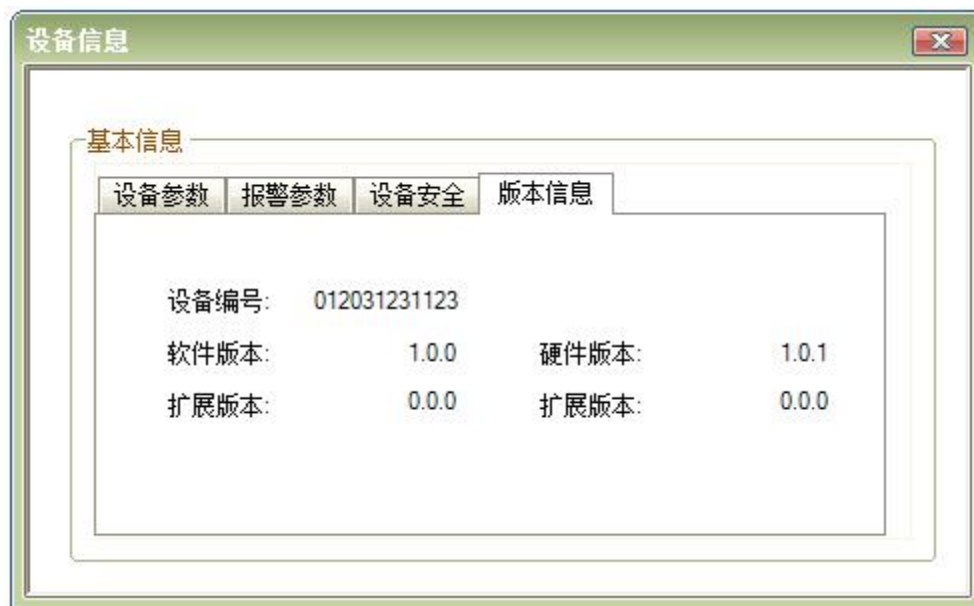 设备信息
基本信息
设备参数 报警参数 设备安全 版本信息
设备编号: 012031231123
软件版本: 1.0.0 硬件版本: 1.0.1
扩展版本: 0.0.0 扩展版本: 0.0.0